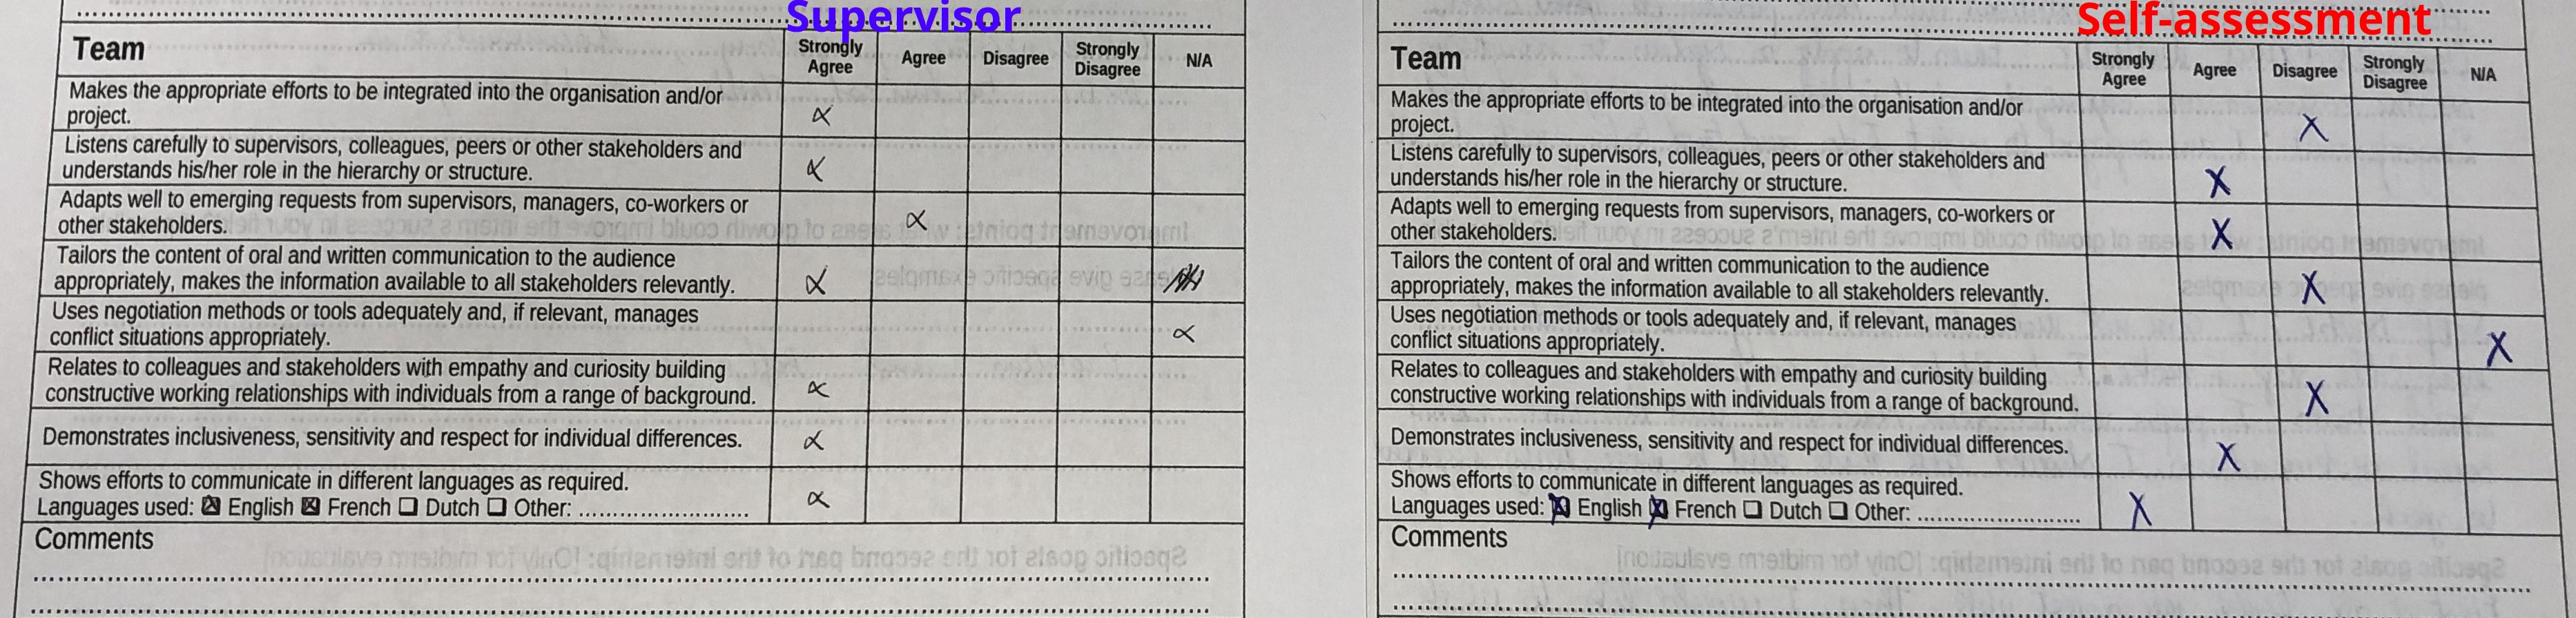 Supervisor
Team
Strongly Agree
Agree
Disagree
Strongly Disagree
N/A
Makes the appropriate efforts to be integrated into the organisation and/or
project.
Listens carefully to supervisors, colleagues, peers or other stakeholders and
understands his/her role in the hierarchy or structure.
Adapts well to emerging requests from supervisors, managers, co-workers or
other stakeholders.
Tailors the content of oral and written communication to the audience
appropriately, makes the information available to all stakeholders relevantly.
Uses negotiation methods or tools adequately and, if relevant, manages
conflict situations appropriately.
Relates to colleagues and stakeholders with empathy and curiosity building
constructive working relationships with individuals from a range of background.
Demonstrates inclusiveness, sensitivity and respect for individual differences.
Shows efforts to communicate in different languages as required.
Languages used: ☒ English ☒ French ☐ Dutch ☐ Other: ..............................
Comments
Self-assessment
Team
Strongly Agree
Agree
Disagree
Strongly Disagree
N/A
Makes the appropriate efforts to be integrated into the organisation and/or
project.
Listens carefully to supervisors, colleagues, peers or other stakeholders and
understands his/her role in the hierarchy or structure.
Adapts well to emerging requests from supervisors, managers, co-workers or
other stakeholders.
Tailors the content of oral and written communication to the audience
appropriately, makes the information available to all stakeholders relevantly.
Uses negotiation methods or tools adequately and, if relevant, manages
conflict situations appropriately.
Relates to colleagues and stakeholders with empathy and curiosity building
constructive working relationships with individuals from a range of background.
Demonstrates inclusiveness, sensitivity and respect for individual differences.
Shows efforts to communicate in different languages as required.
Languages used: ☒ English ☒ French ☐ Dutch ☐ Other: ..............................
Comments